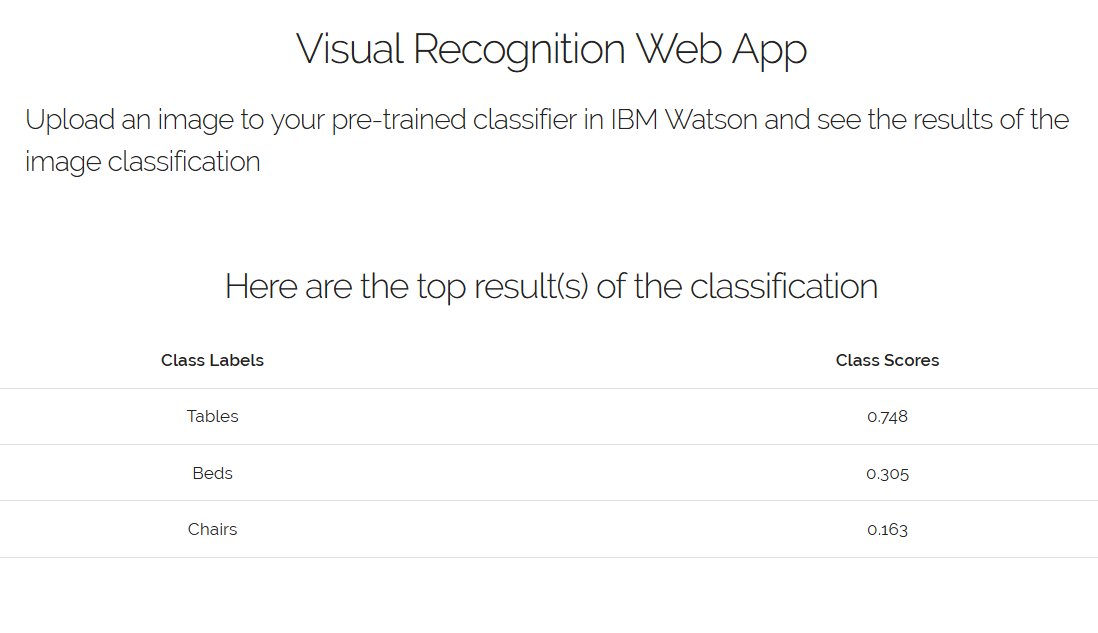 Visual Recognition Web App
Upload an image to your pre-trained classifier in IBM Watson and see the results of the
image classification
Here are the top result(s) of the classification
Class Labels Class Scores
Tables 0.748
Beds 0.305
Chairs 0.163